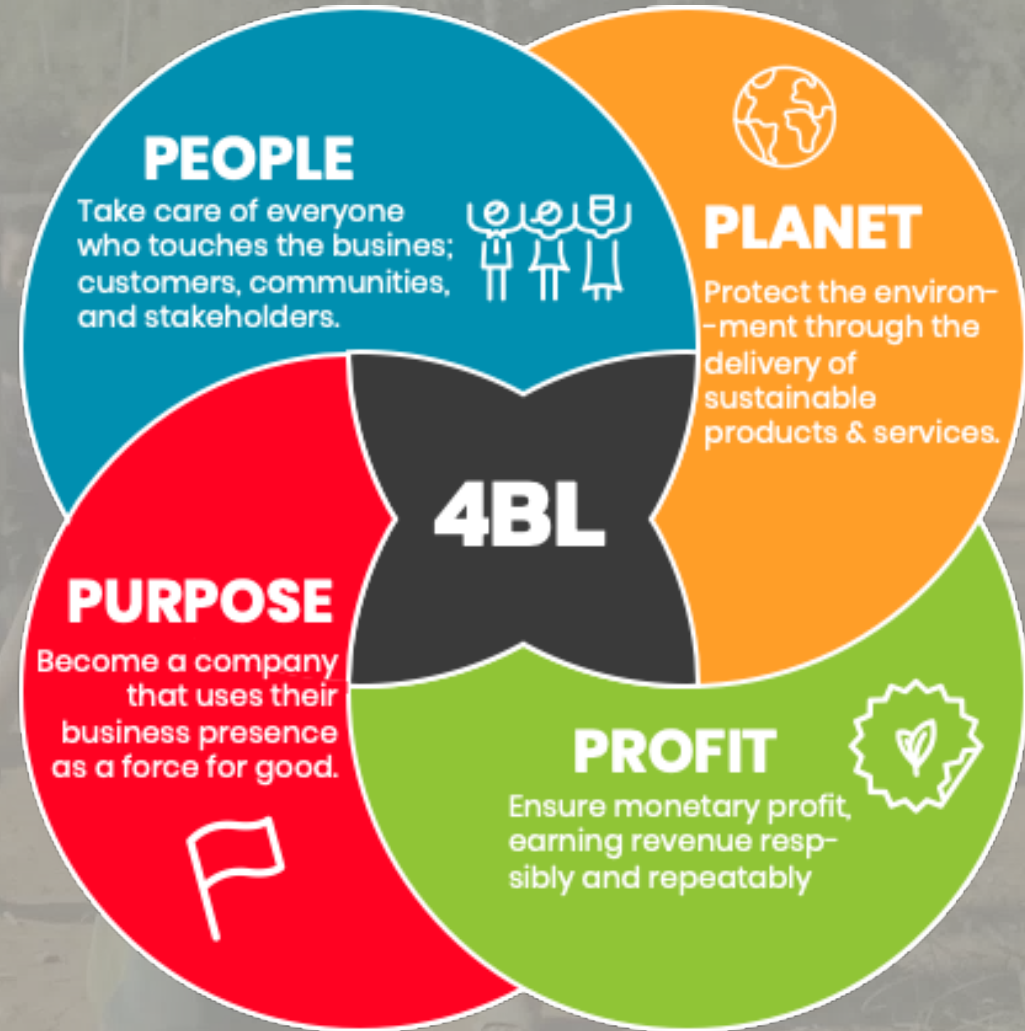 PEOPLE
Take care of everyone
who touches the busines;
customers, communities,
and stakeholders.
PLANET
Protect the environ-
-ment through the
delivery of
sustainable
products & services.
4BL
PURPOSE
Become a company
that uses their
business presence
as a force for good.
PROFIT
Ensure monetary profit,
earning revenue resp-
sibly and repeatably